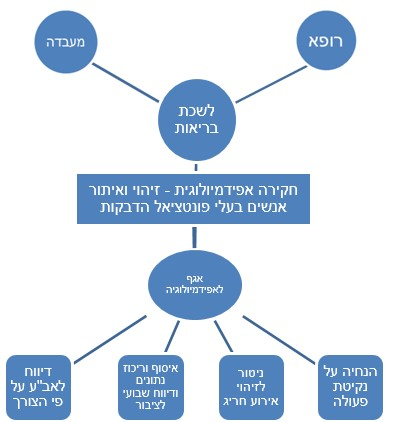 רופא
מעבדה
לשכת
בריאות
חקירה אפידמיולוגית - זיהוי ואיתור
אנשים בעלי פונטציאל הדבקות
אגף
לאפידמיולוגיה
הנחיה על
נקיטת
פעולה
ניטור
לזיהוי
אירוע חריג
איסוף וריכוז
נתונים
ודיווח שבועי
לציבור
דיווח
לאב"ע על
פי הצורך